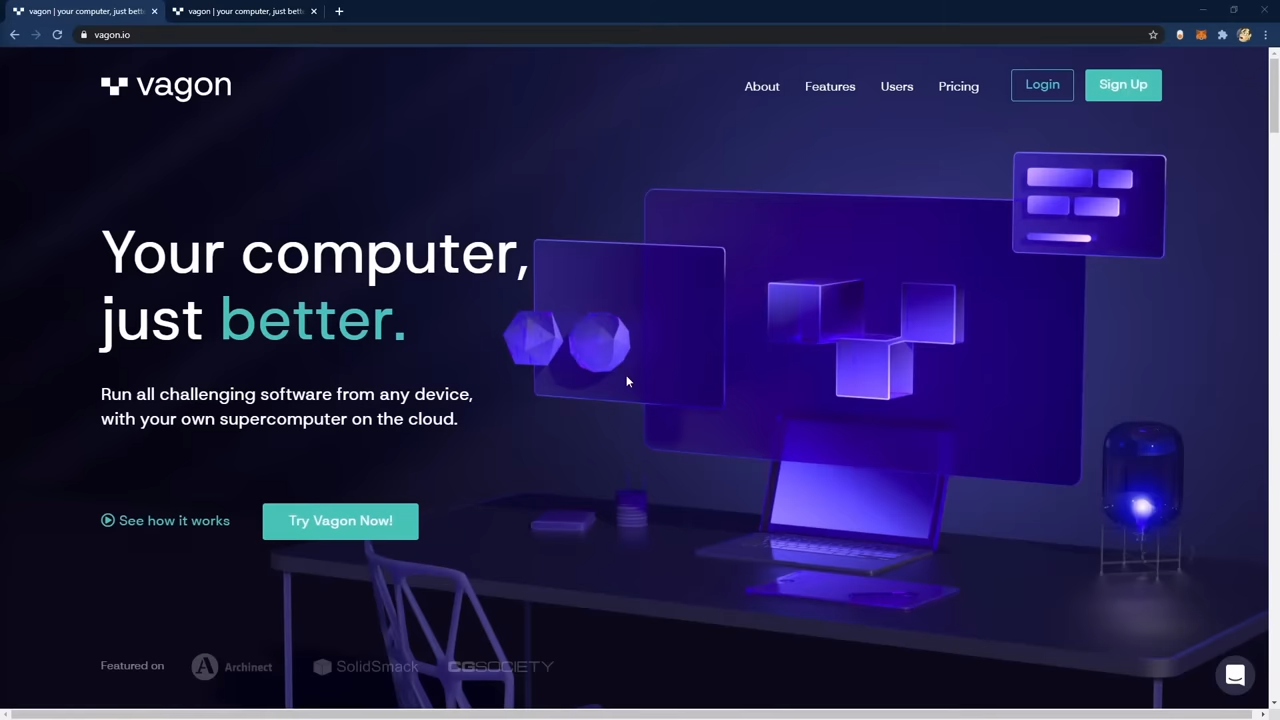 vagon | your computer, just bette
vagon | your computer, just bette
vagon.io
vagon
About
Features
Users
Pricing
Login
Sign Up
Your computer,
just better.
Run all challenging software from any device,
with your own supercomputer on the cloud.
See how it works
Try Vagon Now!
Featured on
A Archinect
SolidSmack
CGSOCIETY